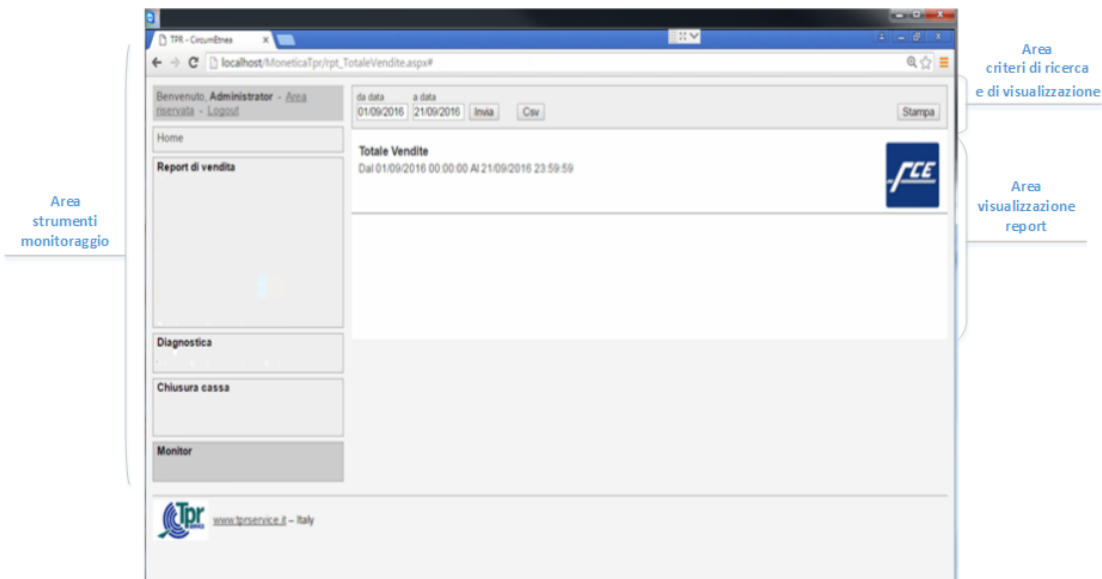 TPR - CircumEtnea
localhost/MoneticaTpr/rpt_TotaleVendite.aspx#
Area
criteri di ricerca
e di visualizzazione
Benvenuto, Administrator - Area
riservata - Logout
da data a data
01/09/2016 21/09/2016 Invia Csv Stampa
Home
Report di vendita
Totale Vendite
Dal 01/09/2016 00:00:00 Al 21/09/2016 23:59:59
FCE
Area
strumenti
monitoraggio
Area
visualizzazione
report
Diagnostica
Chiusura cassa
Monitor
Tpr
SERVICE
www.tprservice.it – Italy